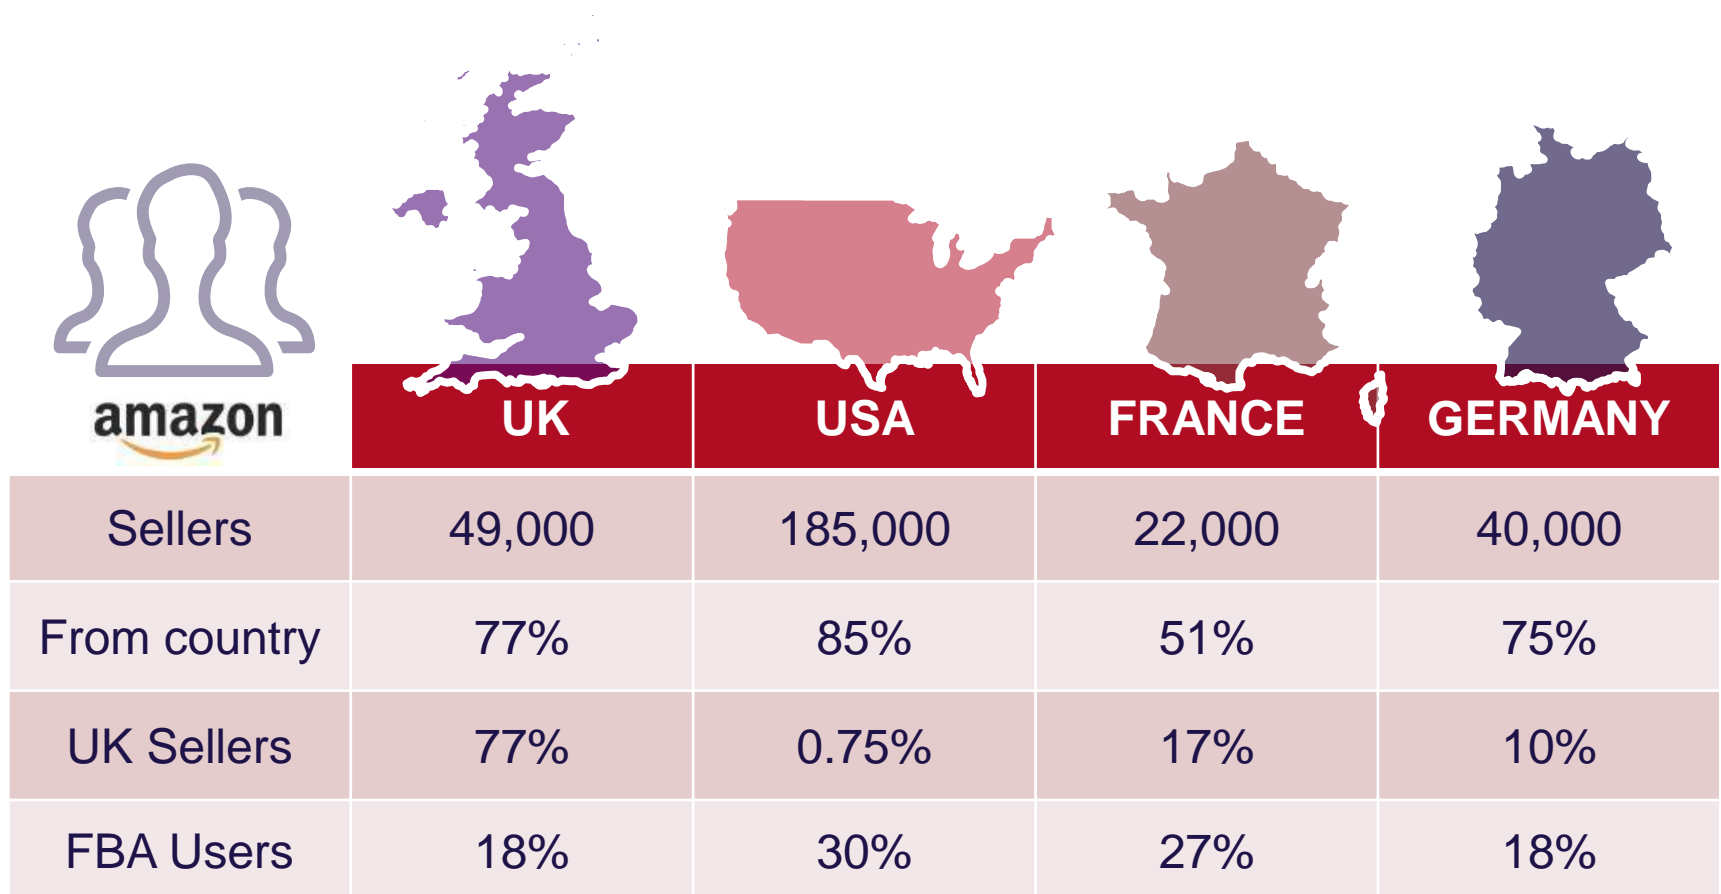 amazon
UK USA FRANCE GERMANY
Sellers 49,000 185,000 22,000 40,000
From country 77% 85% 51% 75%
UK Sellers 77% 0.75% 17% 10%
FBA Users 18% 30% 27% 18%